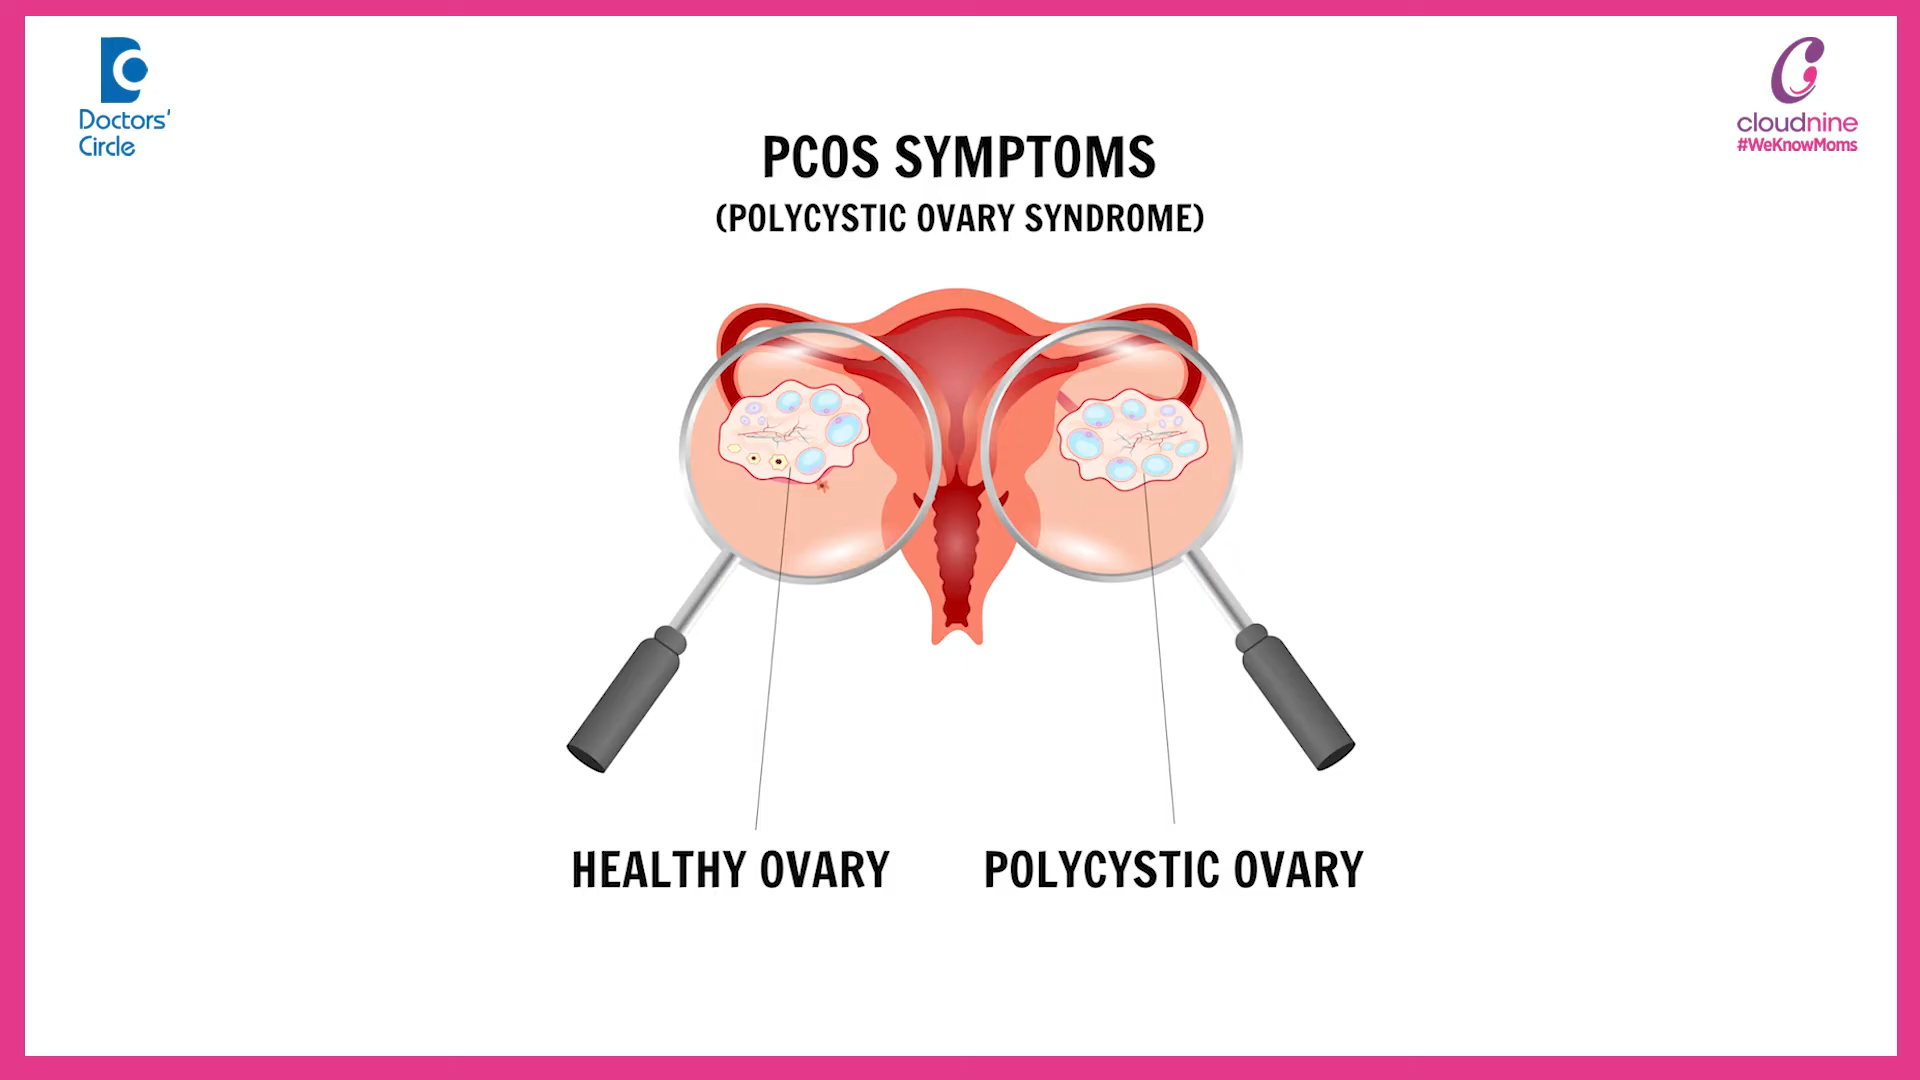 Doctors'
Circle
cloudnine
#WeKnowMoms
PCOS SYMPTOMS
(POLYCYSTIC OVARY SYNDROME)
HEALTHY OVARY
POLYCYSTIC OVARY